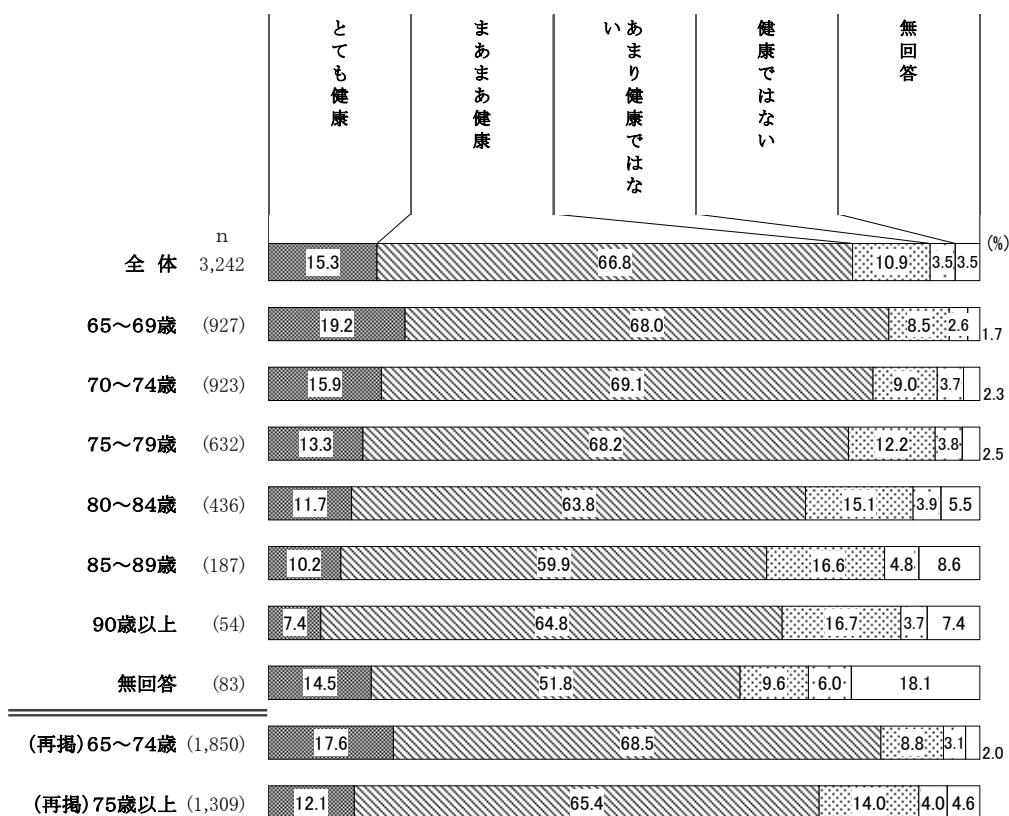 とても健康
まあまあ健康
あまり健康ではな
い
健康ではない
無回答
n
(%)
全 体 3,242 15.3 66.8 10.9 3.5 3.5
65～69歳 (927) 19.2 68.0 8.5 2.6 1.7
70～74歳 (923) 15.9 69.1 9.0 3.7 2.3
75～79歳 (632) 13.3 68.2 12.2 3.8 2.5
80～84歳 (436) 11.7 63.8 15.1 3.9 5.5
85～89歳 (187) 10.2 59.9 16.6 4.8 8.6
90歳以上 (54) 7.4 64.8 16.7 3.7 7.4
無回答 (83) 14.5 51.8 9.6 6.0 18.1
(再掲)65～74歳 (1,850) 17.6 68.5 8.8 3.1 2.0
(再掲)75歳以上 (1,309) 12.1 65.4 14.0 4.0 4.6